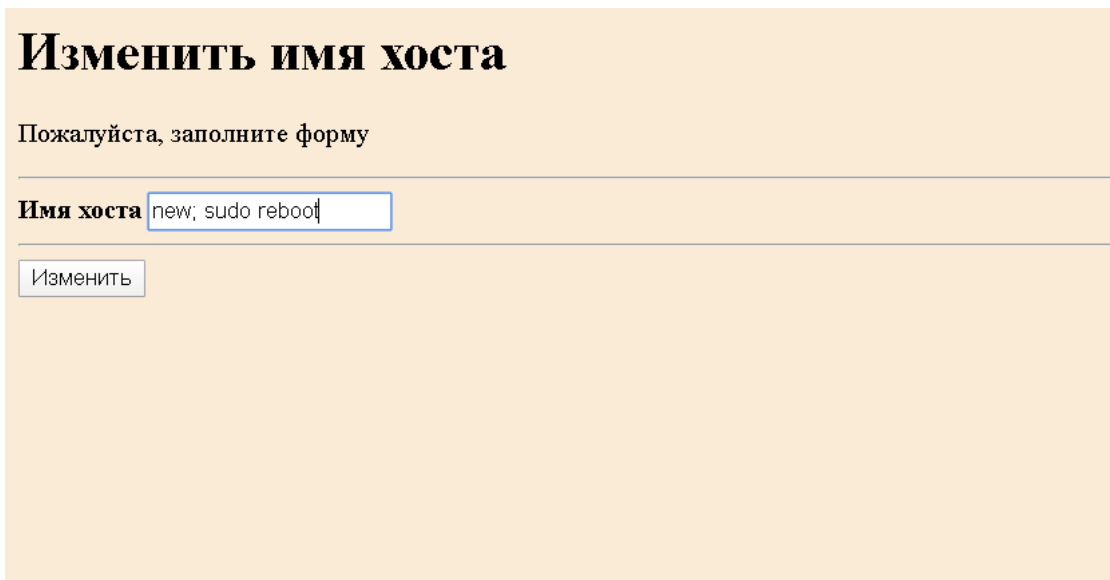 Изменить имя хоста
Пожалуйста, заполните форму
Имя хоста new; sudo reboot
Изменить